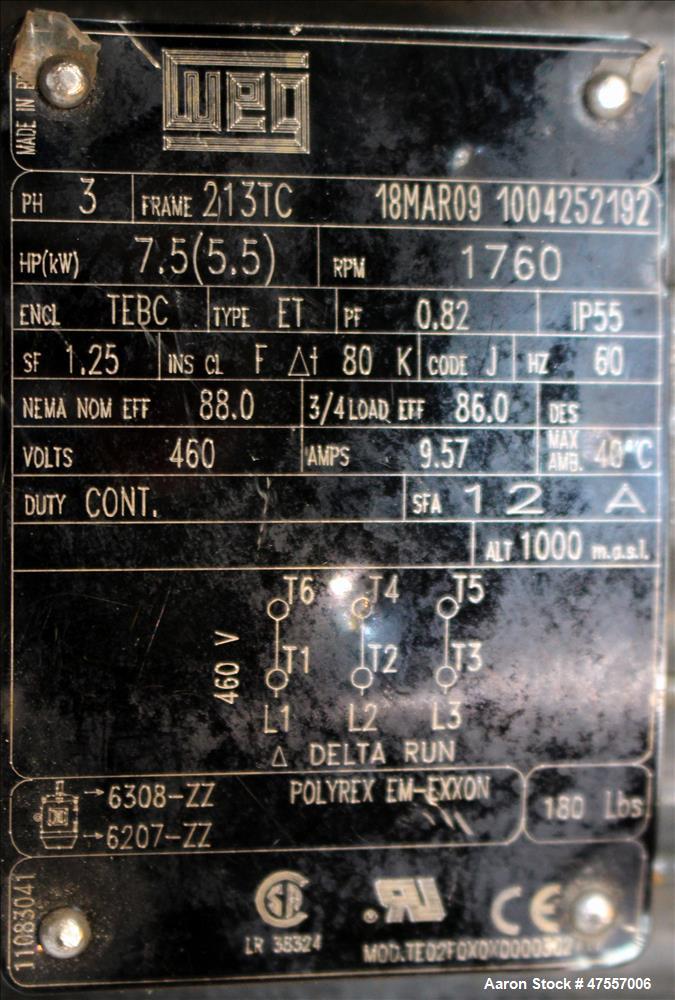 MADE IN
WEG
PH 3 FRAME 213TC 18MAR09 1004252192
HP(kW) 7.5(5.5) RPM 1760
ENCL TEBC TYPE ET PF 0.82 IP55
SF 1.25 INS CL F Δt 80 K CODE J HZ 60
NEMA NOM EFF 88.0 3/4 LOAD EFF 86.0 DES
VOLTS 460 AMPS 9.57 MAX AMB. 40°C
DUTY CONT. SFA 12 A
ALT 1000 m.a.s.l.
T6 T4 T5
460 V
T1 T2 T3
L1 L2 L3
Δ DELTA RUN
→6308-ZZ POLYREX EM-EXXON 180 Lbs
→6207-ZZ
11083041
LR 38324
MOD.
Aaron Stock # 47557006